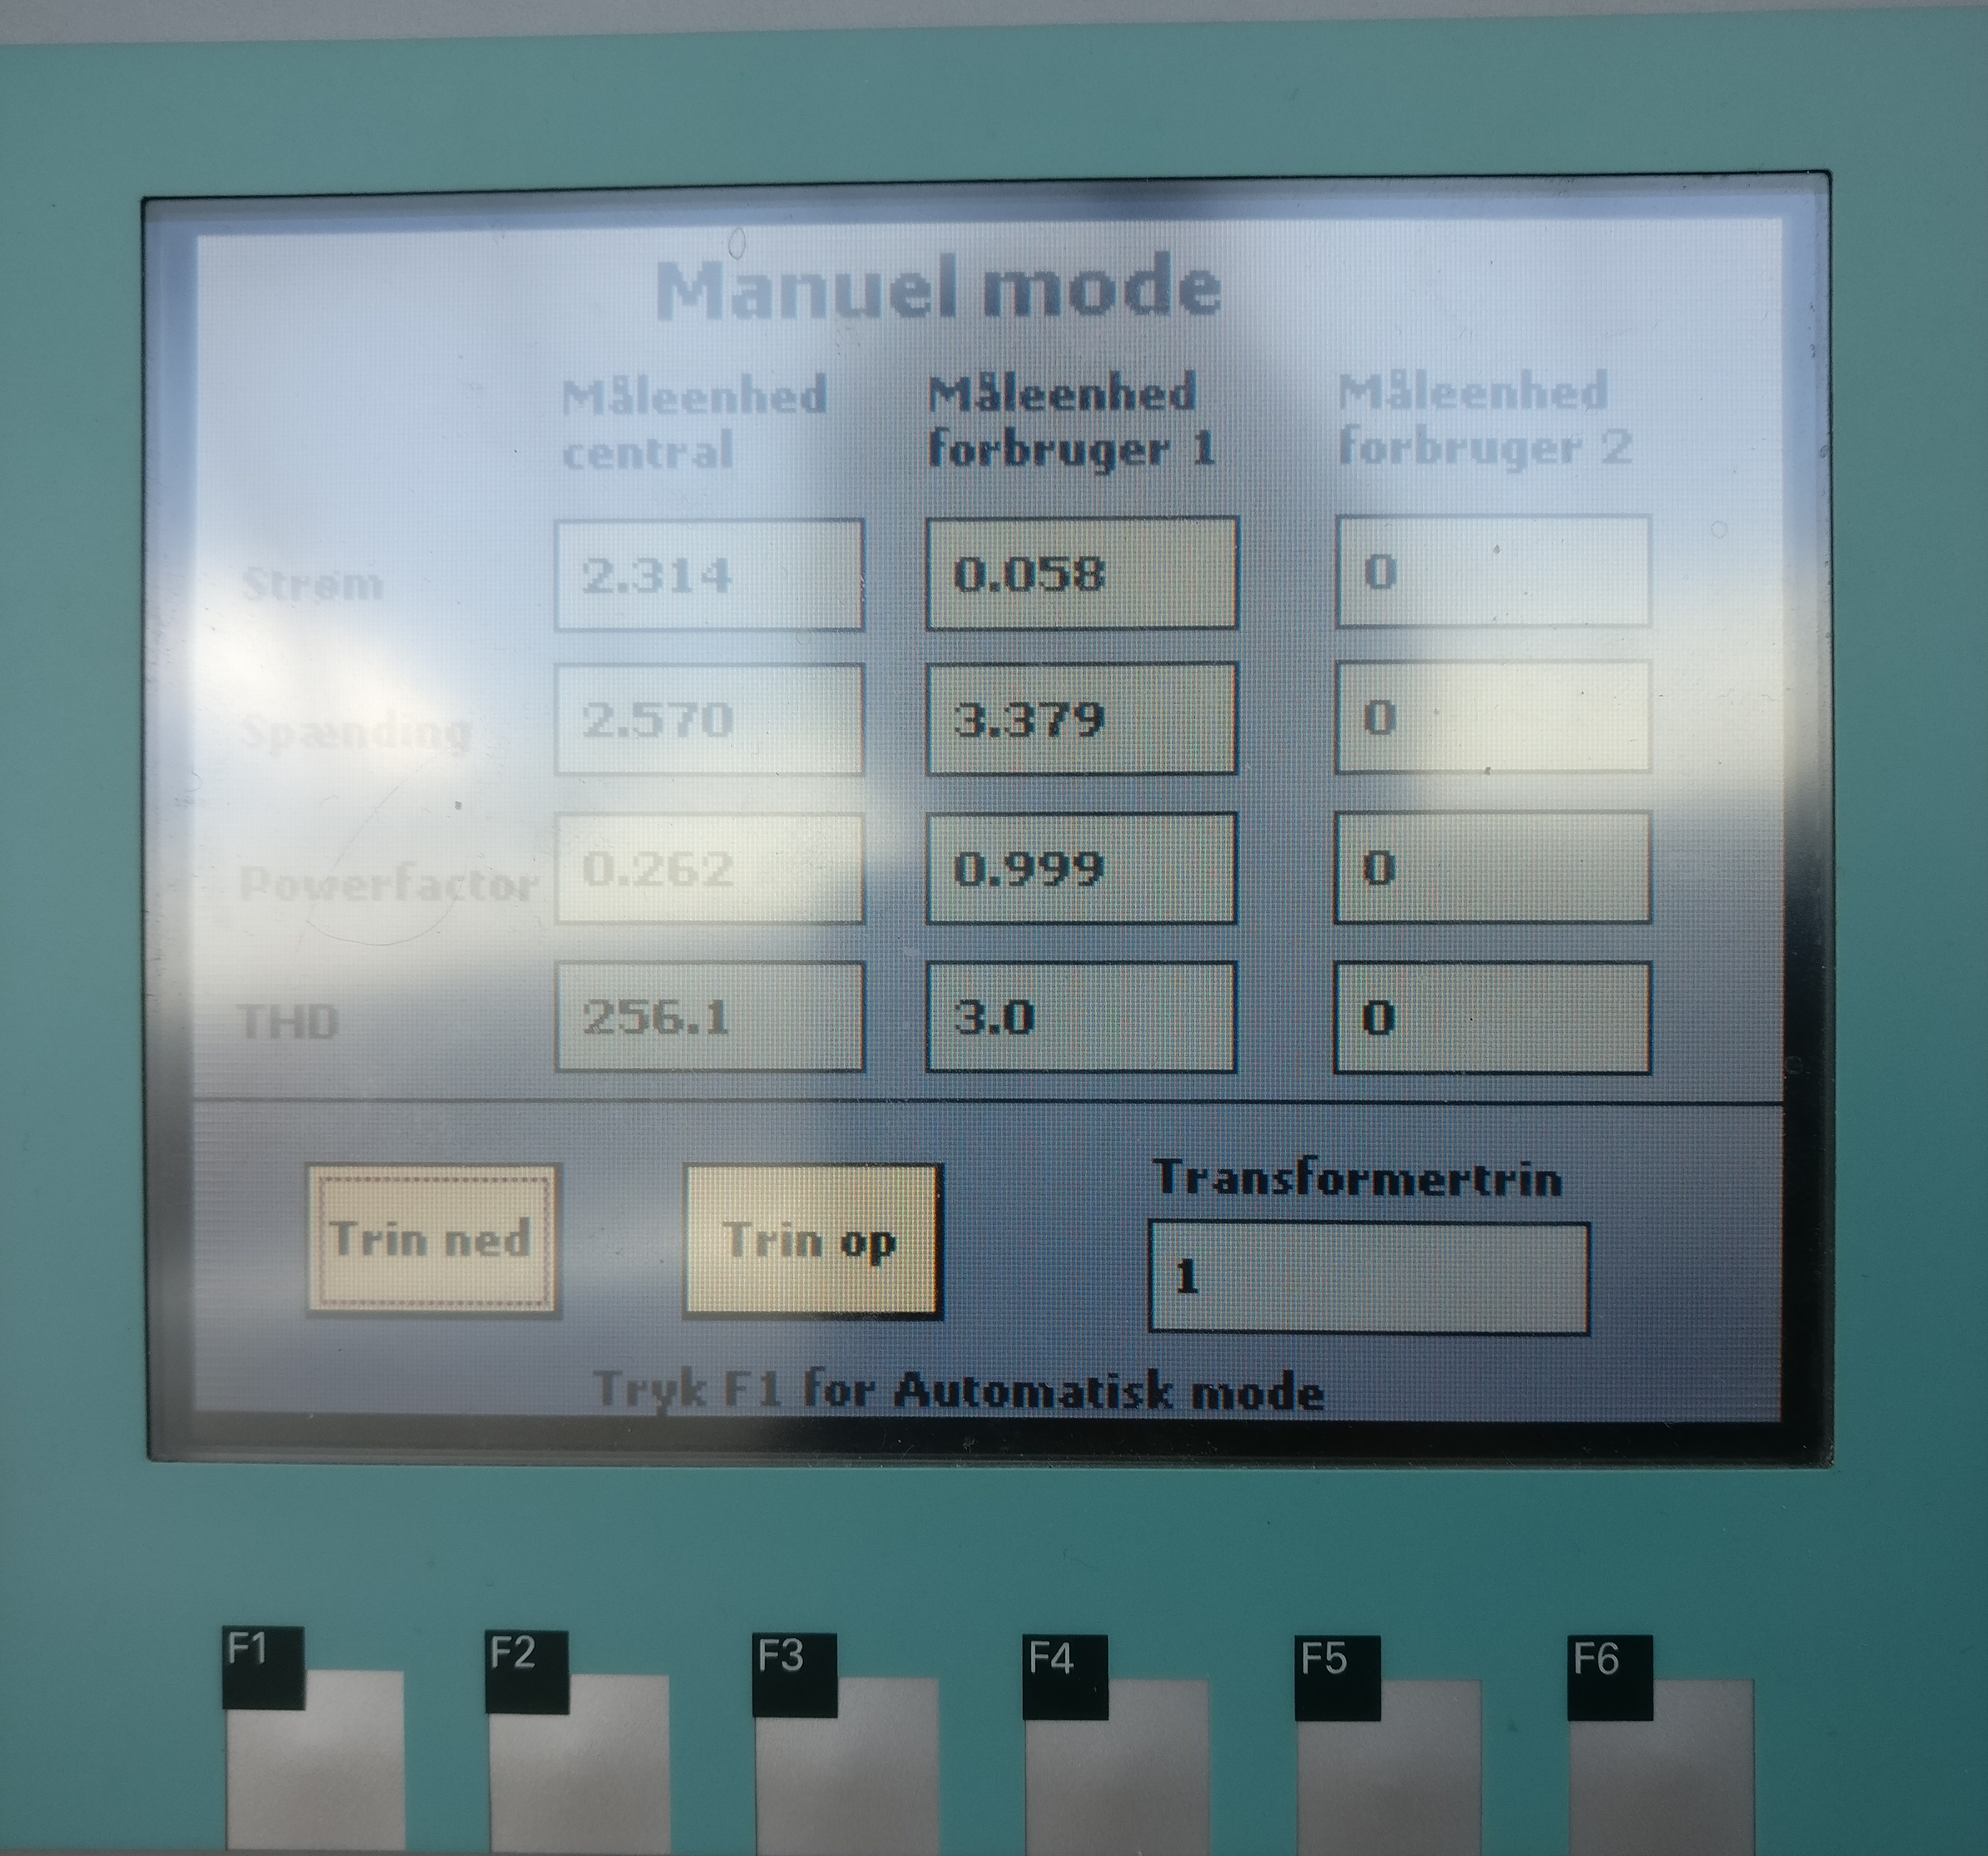 Manuel mode
Måleenhed central
Måleenhed forbruger 1
Måleenhed forbruger 2
Strøm 2.314 0.058 0
Spænding 2.570 3.379 0
Powerfactor 0.262 0.999 0
THD 256.1 3.0 0
Transformertrin
Trin ned Trin op 1
Tryk F1 for Automatisk mode
F1 F2 F3 F4 F5 F6